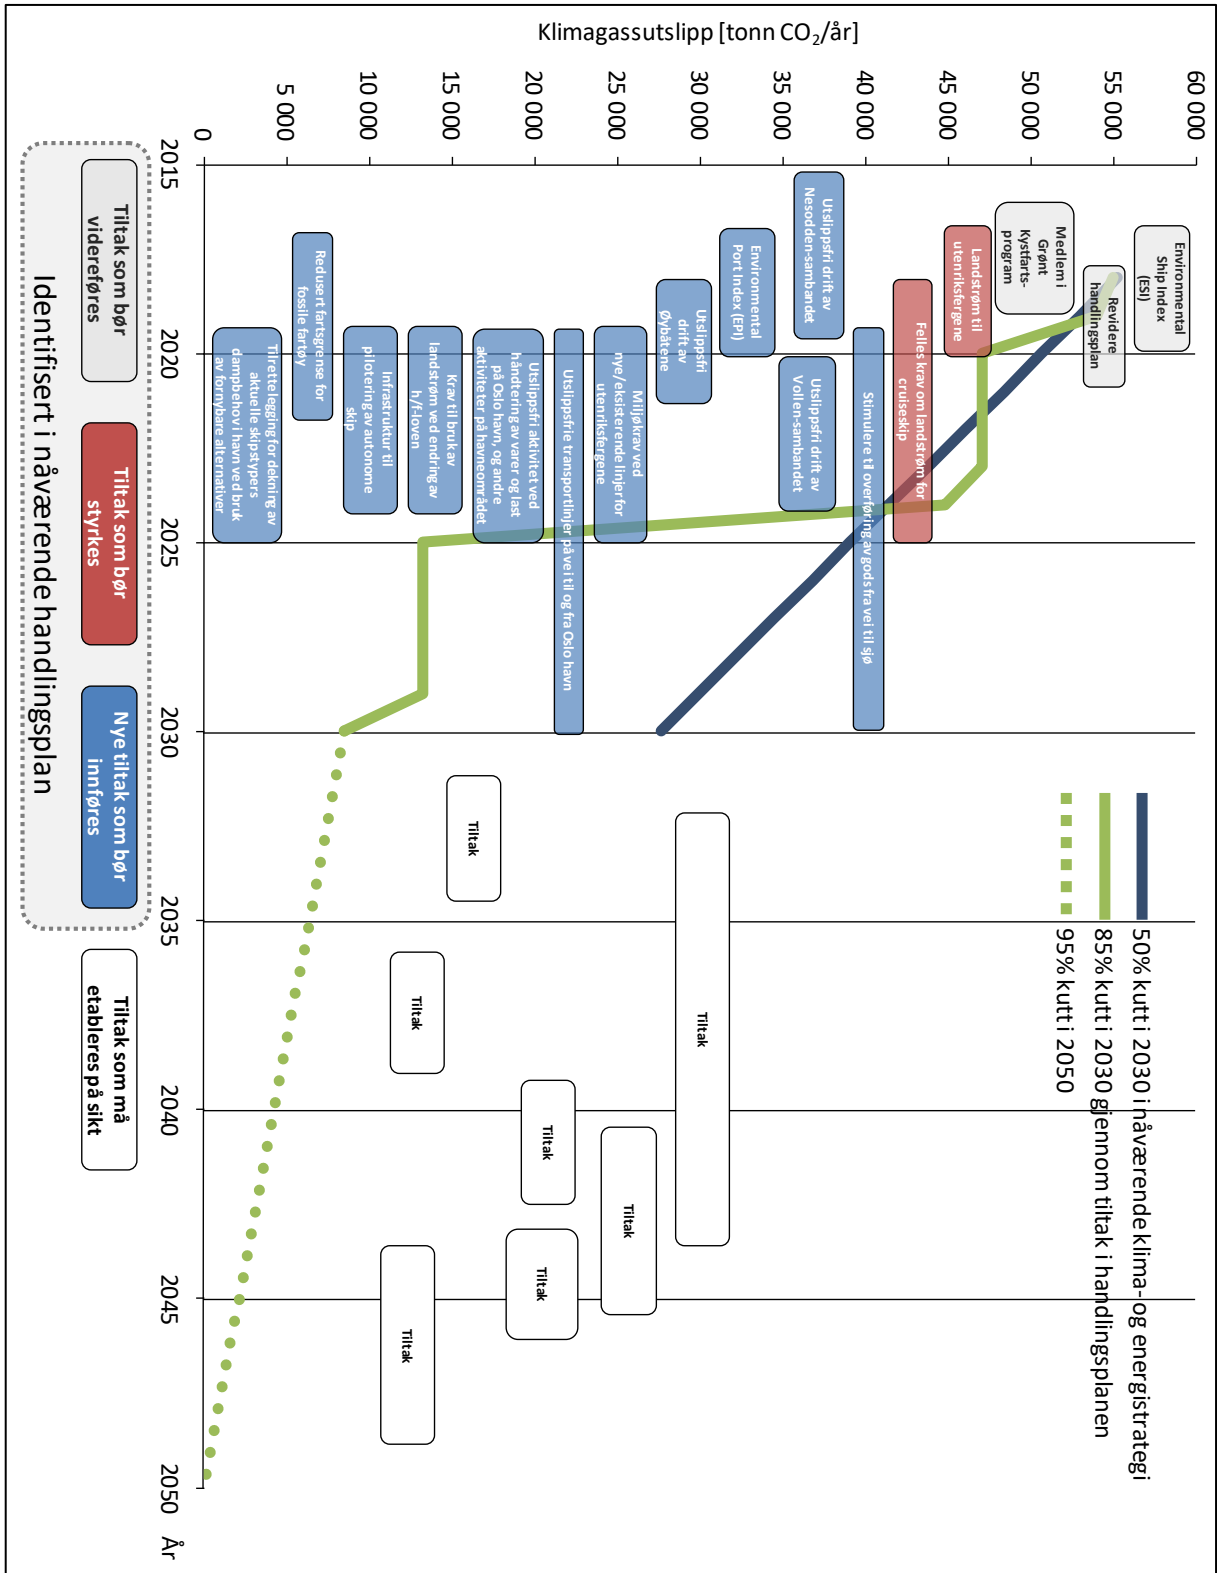 Klimagassutslipp [tonn CO₂/år]
60 000
55 000
50 000
45 000
40 000
35 000
30 000
25 000
20 000
15 000
10 000
5 000
0
2015
2020
2025
2030
2035
2040
2045
2050
År
50% kutt i 2030 i nåværende klima- og energistrategi
85% kutt i 2030 gjennom tiltak i handlingsplanen
95% kutt i 2050
Environmental
Ship Index
(ESI)
Revidere
handlingsplan
Medlem i
Grønt
Kystfarts-
program
Landstrøm til
utenriksfergene
Felles krav om landstrøm for
cruiseskip
Stimulere til overføring av gods fra vei til sjø
Utslippsfri drift av
Nesodden-sambandet
Utslippsfri drift av
Vollen-sambandet
Environmental
Port Index (EPI)
Utslippsfri
drift av
Øybåtene
Miljøkrav ved
nye/eksisterende linjer for
utenriksfergene
Utslippsfrie transportlinjer på vei til og fra Oslo havn
Utslippsfri aktivitet ved
håndtering av varer og last
på Oslo havn, og andre
aktiviteter på havneområdet
Krav til bruk av
landstrøm ved endring av
h/f-loven
Infrastruktur til
pilotering av autonome
skip
Redusert fartsgrense for
fossile fartøy
Tilrettelegging for dekning av
aktuelle skipstypers
dampbehov i havn ved bruk
av fornybare alternativer
Tiltak
Tiltak
Tiltak
Tiltak
Tiltak
Tiltak
Tiltak
Tiltak som bør
videreføres
Tiltak som bør
styrkes
Nye tiltak som bør
innføres
Tiltak som må
etableres på sikt
Identifisert i nåværende handlingsplan